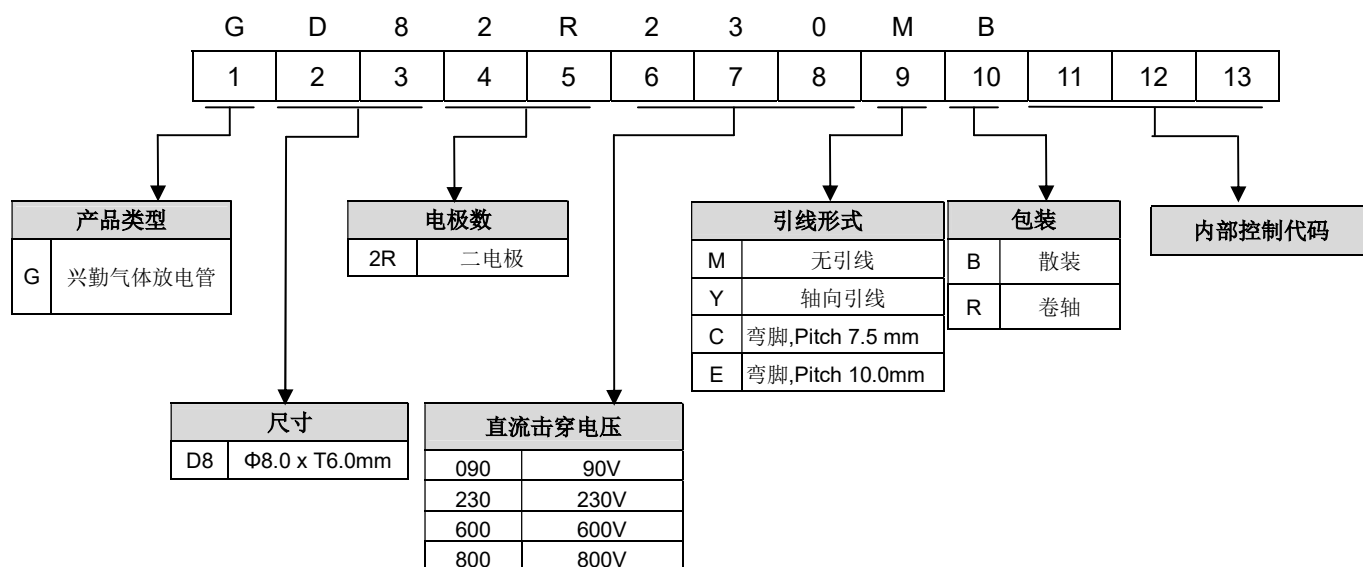 G D 8 2 R 2 3 0 M B
1 2 3 4 5 6 7 8 9 10 11 12 13
产品类型
G 兴勤气体放电管
电极数
2R 二电极
引线形式
M 无引线
Y 轴向引线
C 弯脚,Pitch 7.5 mm
E 弯脚,Pitch 10.0mm
包装
B 散装
R 卷轴
内部控制代码
尺寸
D8 Φ8.0 x T6.0mm
直流击穿电压
090 90V
230 230V
600 600V
800 800V